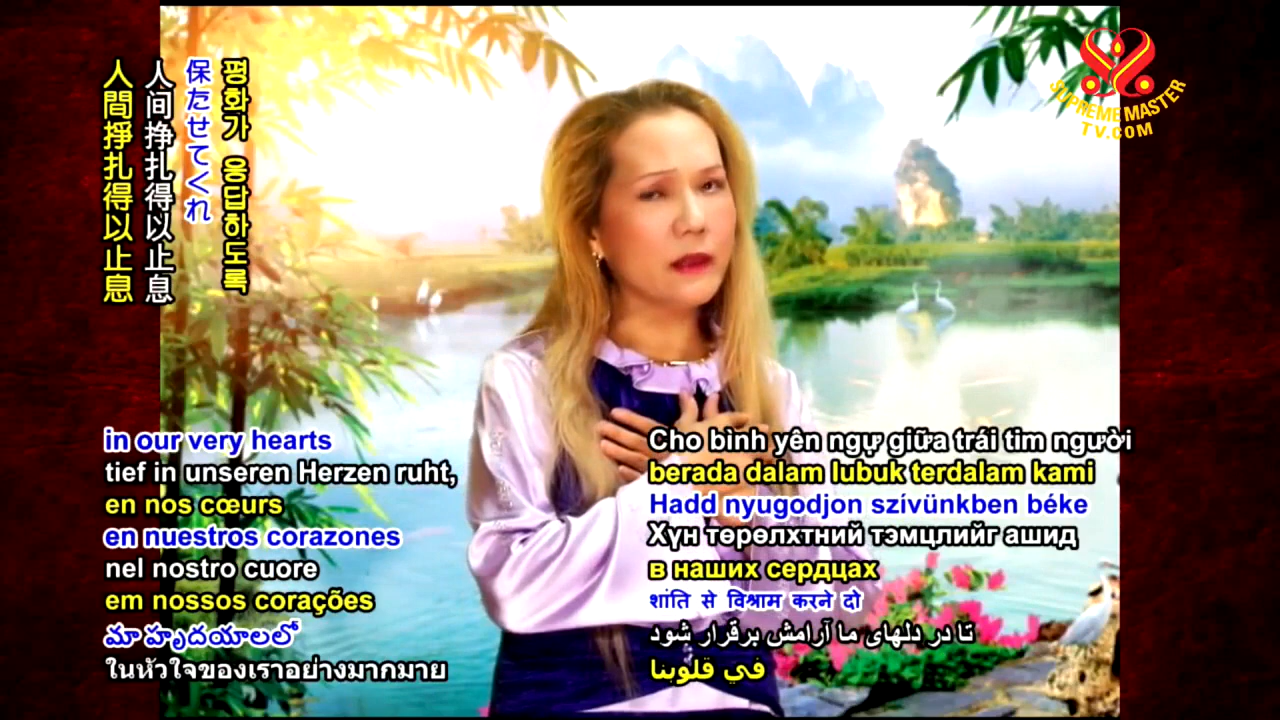 人間掙扎得以止息
人间挣扎得以止息
保たせてくれ
평화가 응답하도록
SUPREME MASTER
TV.COM
in our very hearts
tief in unseren Herzen ruht,
en nos cœurs
en nuestros corazones
nel nostro cuore
em nossos corações
మా హృదయాలలో
ในหัวใจของเราอย่างมากมาย
Cho bình yên ngự giữa trái tim người
berada dalam lubuk terdalam kami
Hadd nyugodjon szívünkben béke
Хүн төрөлхтний тэмцлийг ашид
в наших сердцах
शांति से विश्राम करने दो
تا در دلهای ما آرامش برقرار شود
في قلوبنا